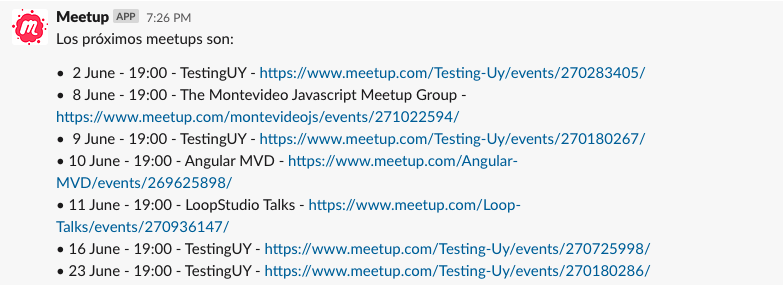 Meetup APP 7:26 PM
Los próximos meetups son:
• 2 June - 19:00 - TestingUY - https://www.meetup.com/Testing-Uy/events/270283405/
• 8 June - 19:00 - The Montevideo Javascript Meetup Group -
https://www.meetup.com/montevideojs/events/271022594/
• 9 June - 19:00 - TestingUY - https://www.meetup.com/Testing-Uy/events/270180267/
• 10 June - 19:00 - Angular MVD - https://www.meetup.com/Angular-
MVD/events/269625898/
• 11 June - 19:00 - LoopStudio Talks - https://www.meetup.com/Loop-
Talks/events/270936147/
• 16 June - 19:00 - TestingUY - https://www.meetup.com/Testing-Uy/events/270725998/
• 23 June - 19:00 - TestingUY - https://www.meetup.com/Testing-Uy/events/270180286/